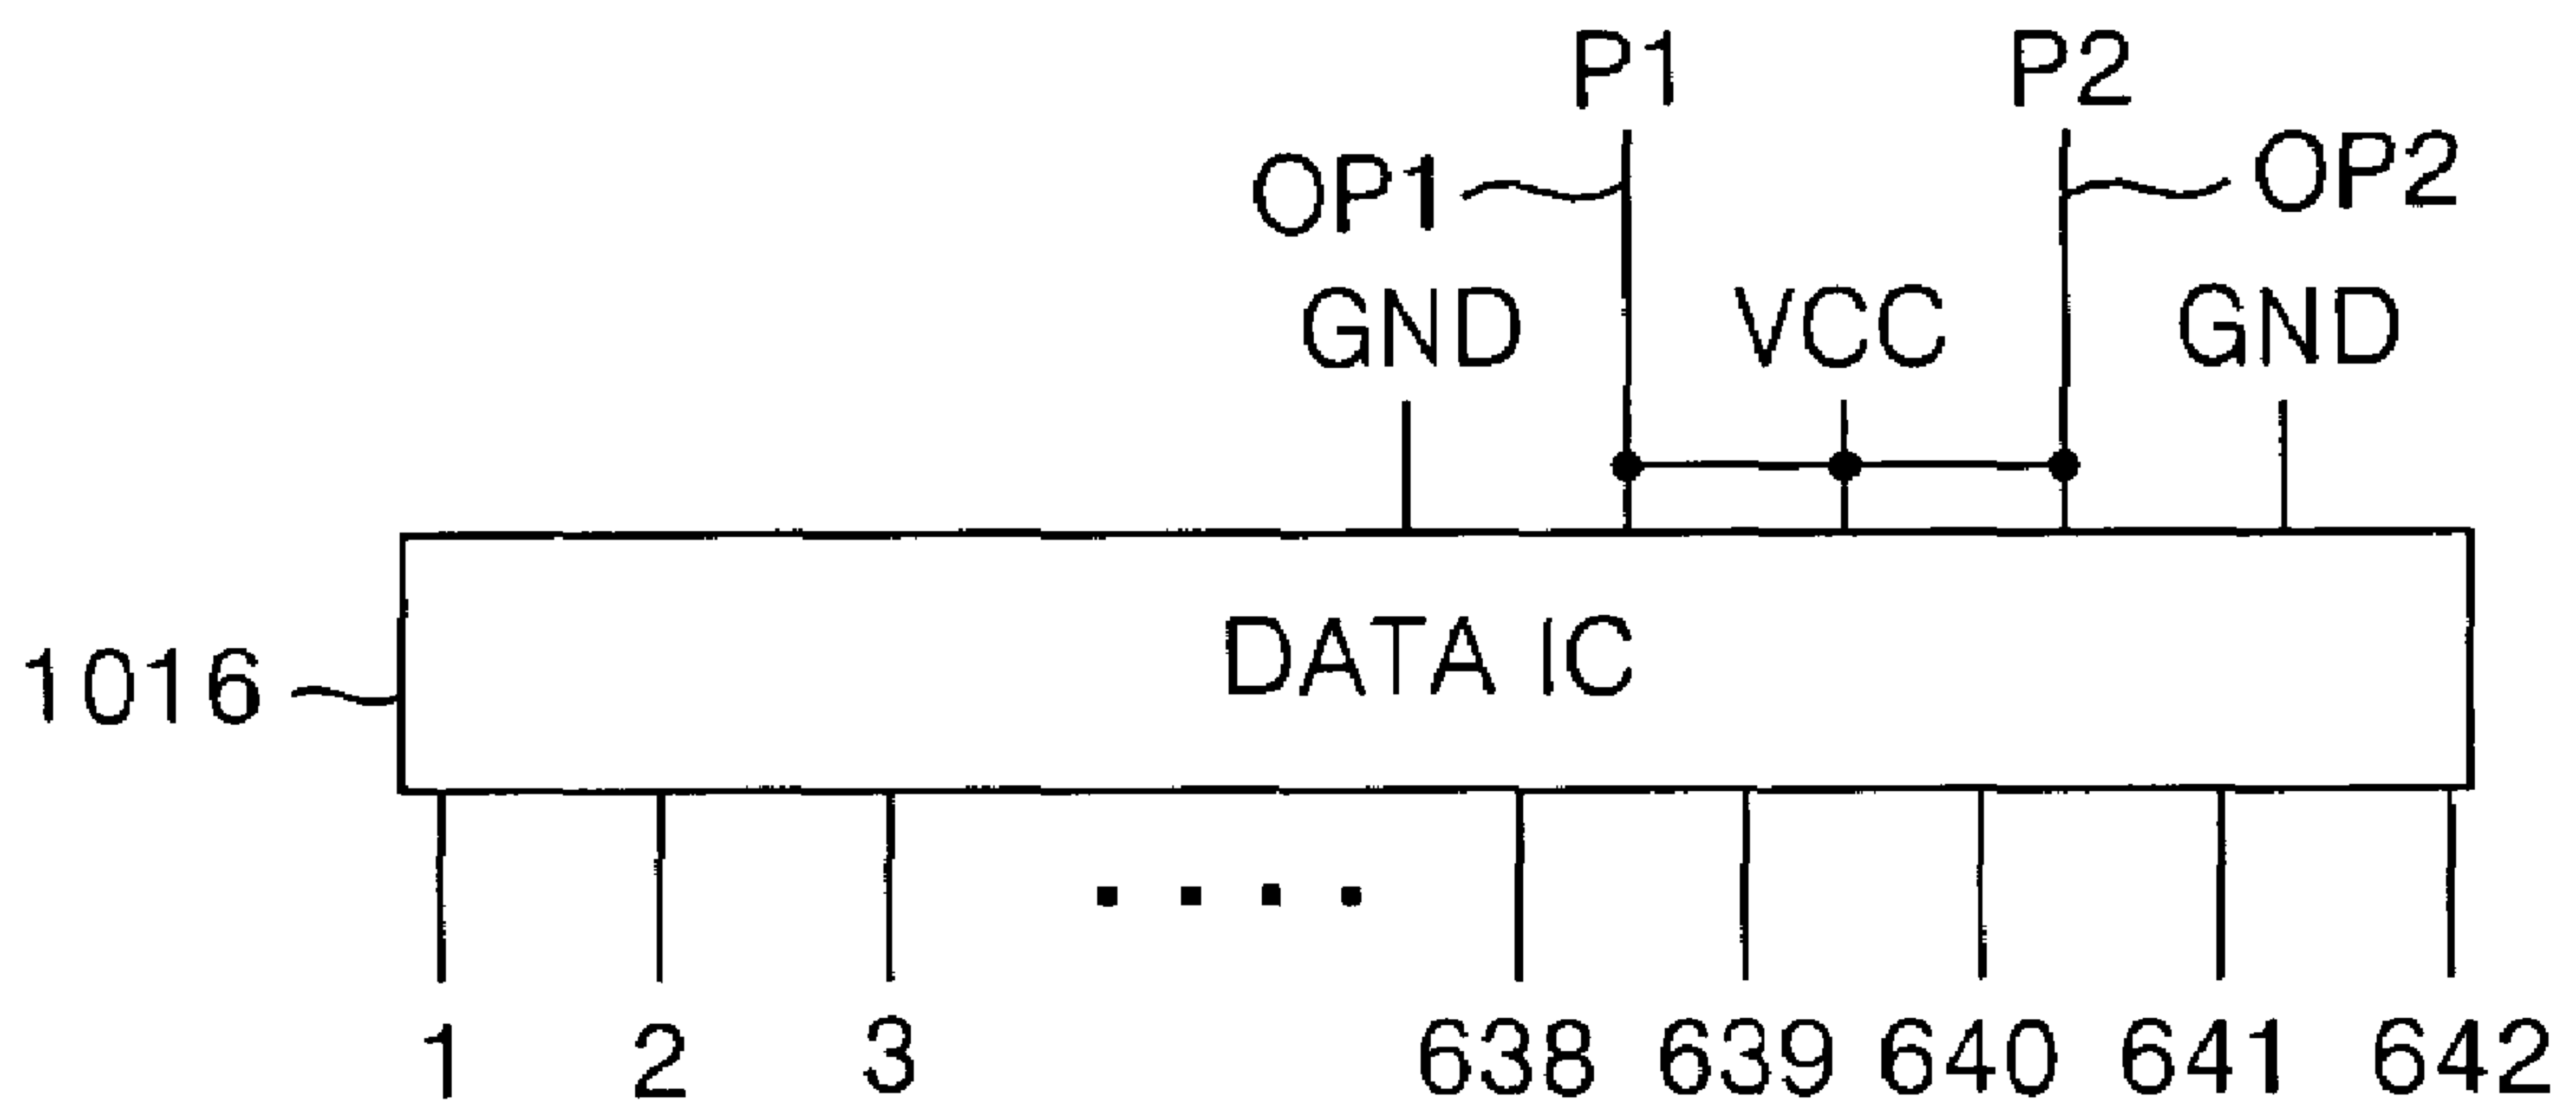 P1 P2
OP1 OP2
GND VCC GND
DATA IC
1016
1 2 3 .... 638 639 640 641 642